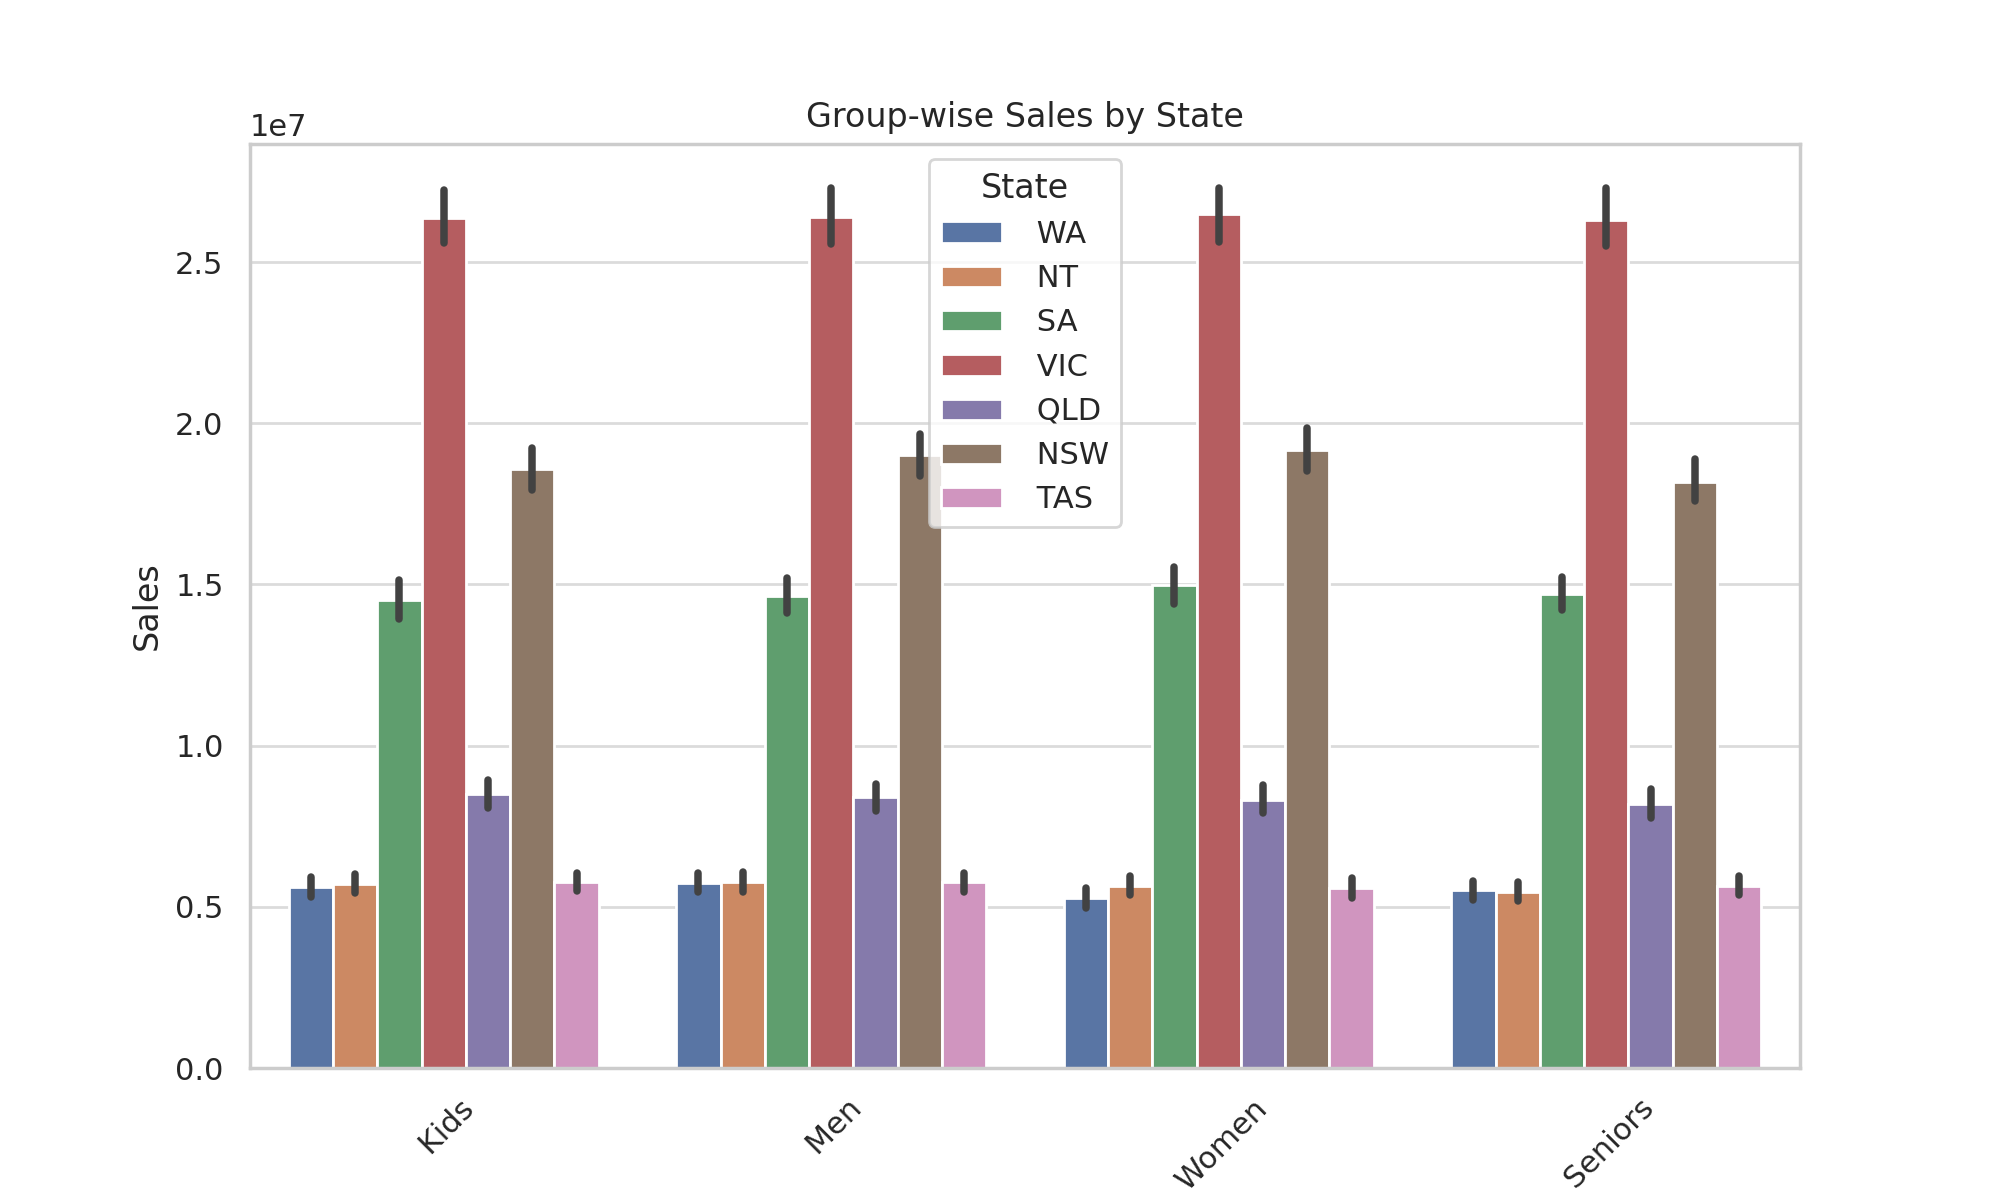 Group-wise Sales by State
1e7
State
WA
NT
SA
VIC
QLD
NSW
TAS
2.5
2.0
1.5
1.0
0.5
0.0
Sales
Kids
Men
Women
Seniors